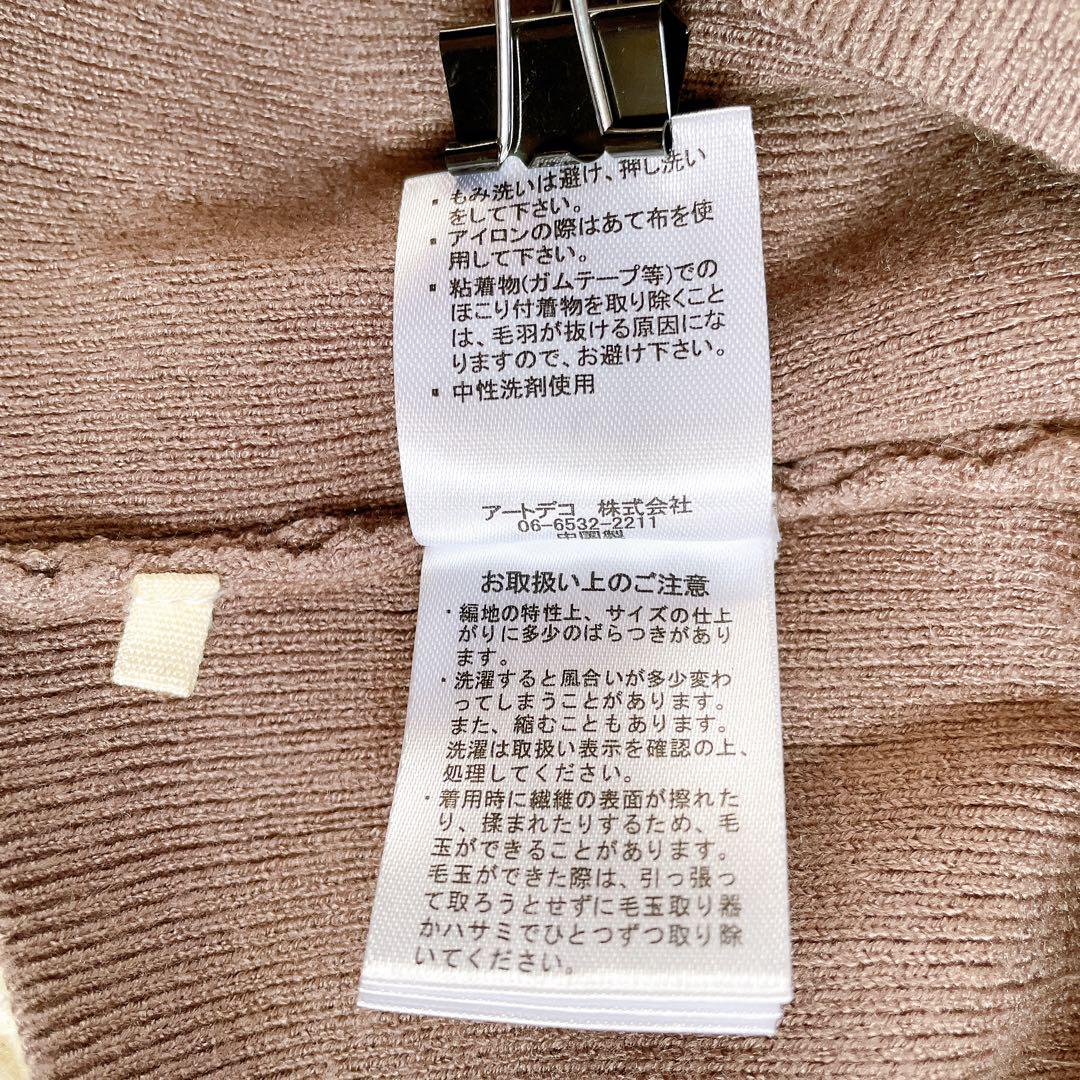 ・もみ洗いは避け、押し洗い
をして下さい。
・アイロンの際はあて布を使
用して下さい。
・粘着物(ガムテープ等)での
ほこり付着物を取り除くこと
は、毛羽が抜ける原因にな
りますので、お避け下さい。
・中性洗剤使用
アートデコ　株式会社
06-6532-2211
中国製
お取扱い上のご注意
・編地の特性上、サイズの仕上
がりに多少のばらつきがあり
ます。
・洗濯すると風合いが多少変わ
ってしまうことがあります。
また、縮むこともあります。
洗濯は取扱い表示を確認の上、
処理してください。
・着用時に繊維の表面が擦れた
り、揉まれたりするため、毛
玉ができることがあります。
毛玉ができた際は、引っ張っ
て取ろうとせずに毛玉取り器
かハサミでひとつずつ取り除
いてください。